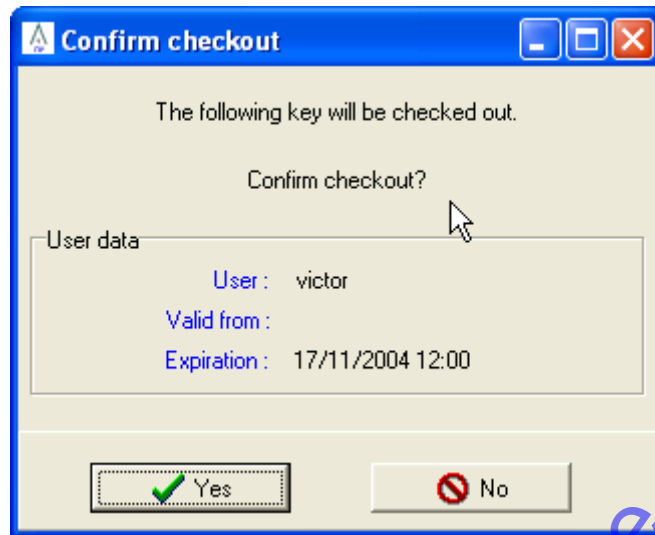 Confirm checkout
The following key will be checked out.
Confirm checkout?
User data
User : victor
Valid from :
Expiration : 17/11/2004 12:00
Yes
No